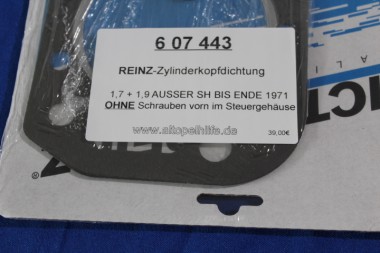 6 07 443
REINZ-Zylinderkopfdichtung
1,7 + 1,9 AUSSER SH BIS ENDE 1971
OHNE Schrauben vorn im Steuergehäuse
www.altopelhilfe.de
39,00€